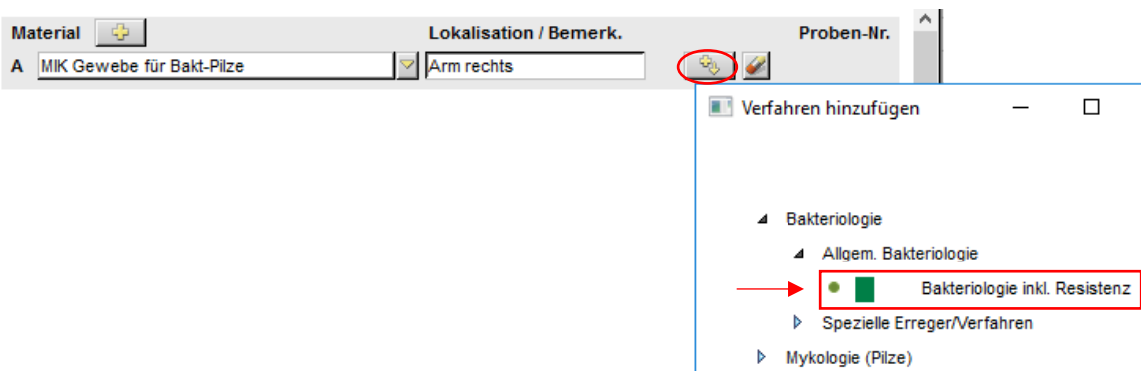 Material Lokalisation / Bemerk. Proben-Nr.
A MIK Gewebe für Bakt-Pilze Arm rechts
Verfahren hinzufügen
Bakteriologie
Allgem. Bakteriologie
Bakteriologie inkl. Resistenz
Spezielle Erreger/Verfahren
Mykologie (Pilze)